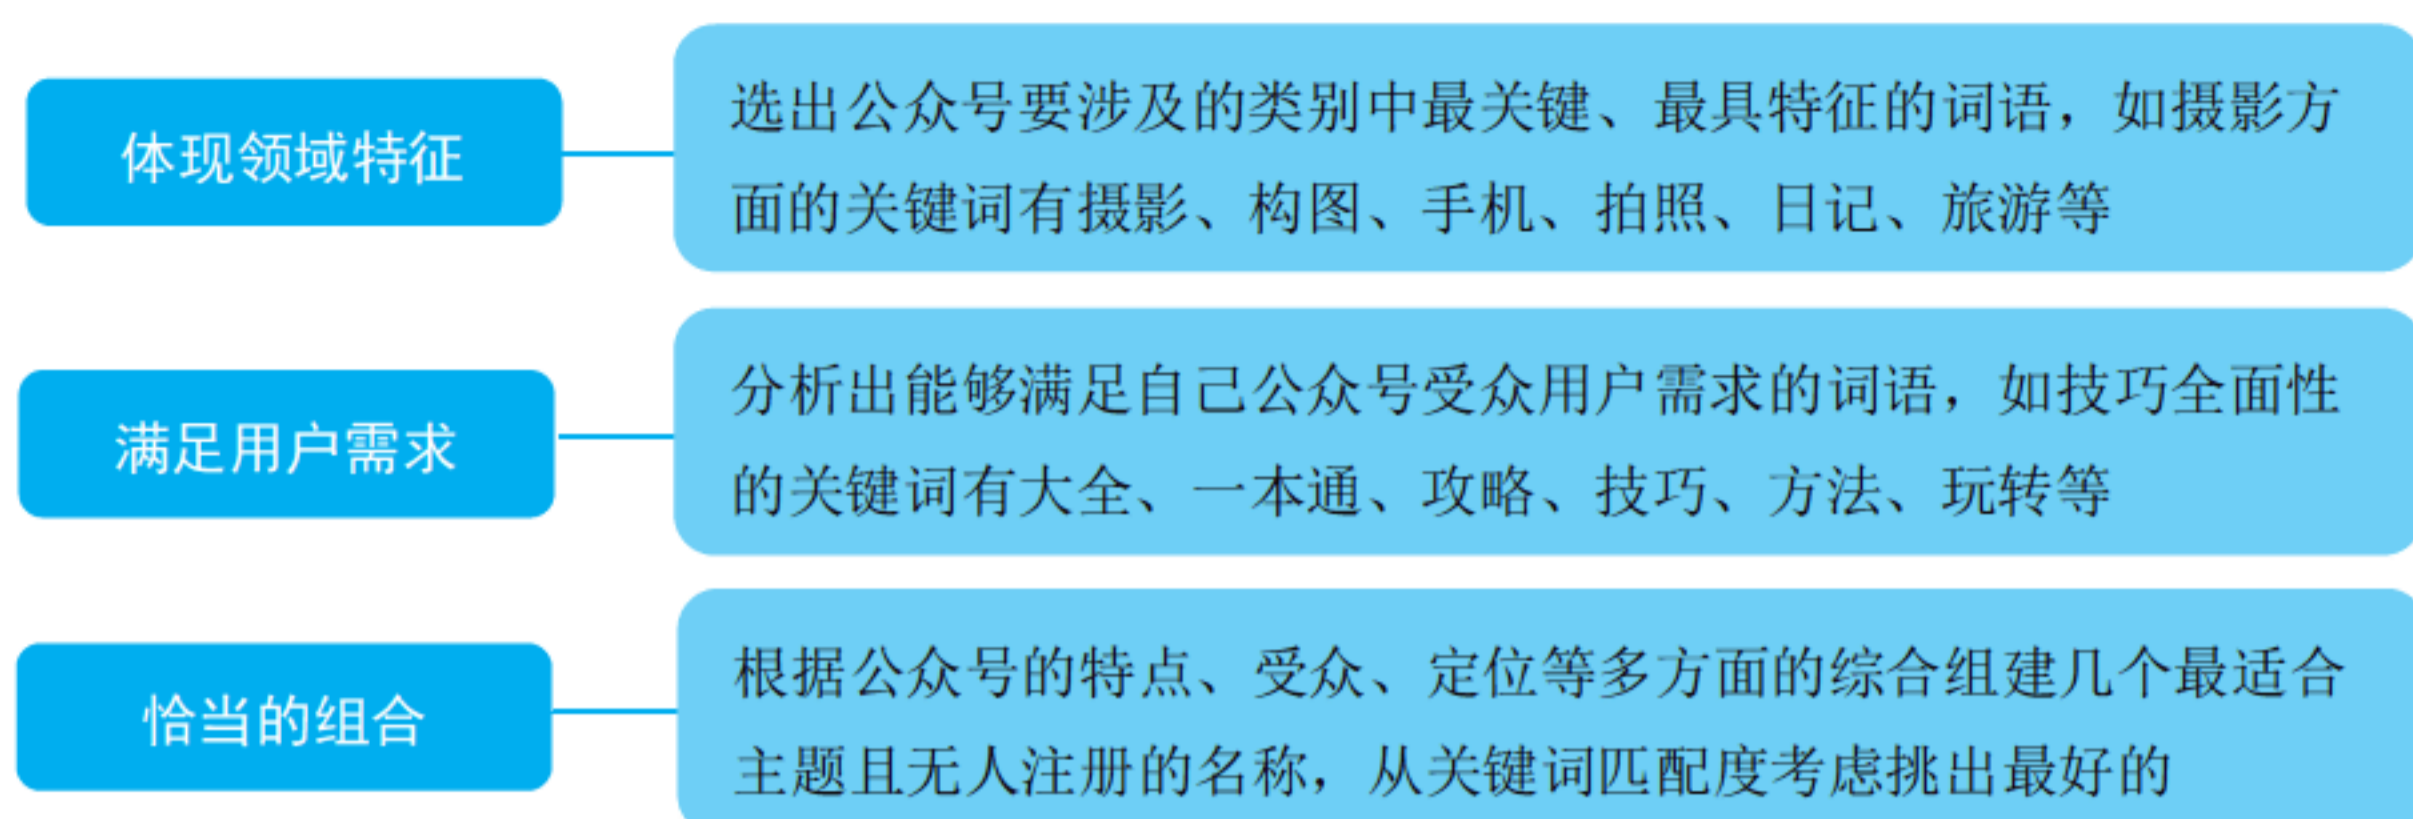 体现领域特征
选出公众号要涉及的类别中最关键、最具特征的词语，如摄影方
面的关键词有摄影、构图、手机、拍照、日记、旅游等
满足用户需求
分析出能够满足自己公众号受众用户需求的词语，如技巧全面性
的关键词有大全、一本通、攻略、技巧、方法、玩转等
恰当的组合
根据公众号的特点、受众、定位等多方面的综合组建几个最适合
主题且无人注册的名称，从关键词匹配度考虑挑出最好的